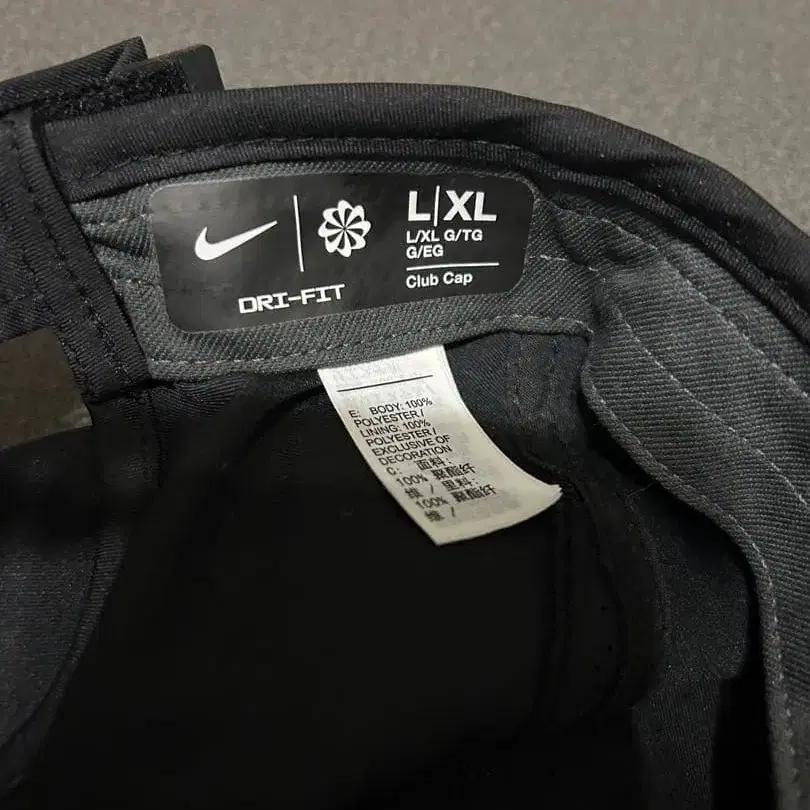 L|XL
L/XL G/TG
G/EG
Club Cap
DRI-FIT
E: BODY: 100%
POLYESTER /
LINING: 100%
POLYESTER /
EXCLUSIVE OF
DECORATION
C: 面料:
100% 聚酯纤
维 / 里料:
100% 聚酯纤
维 /